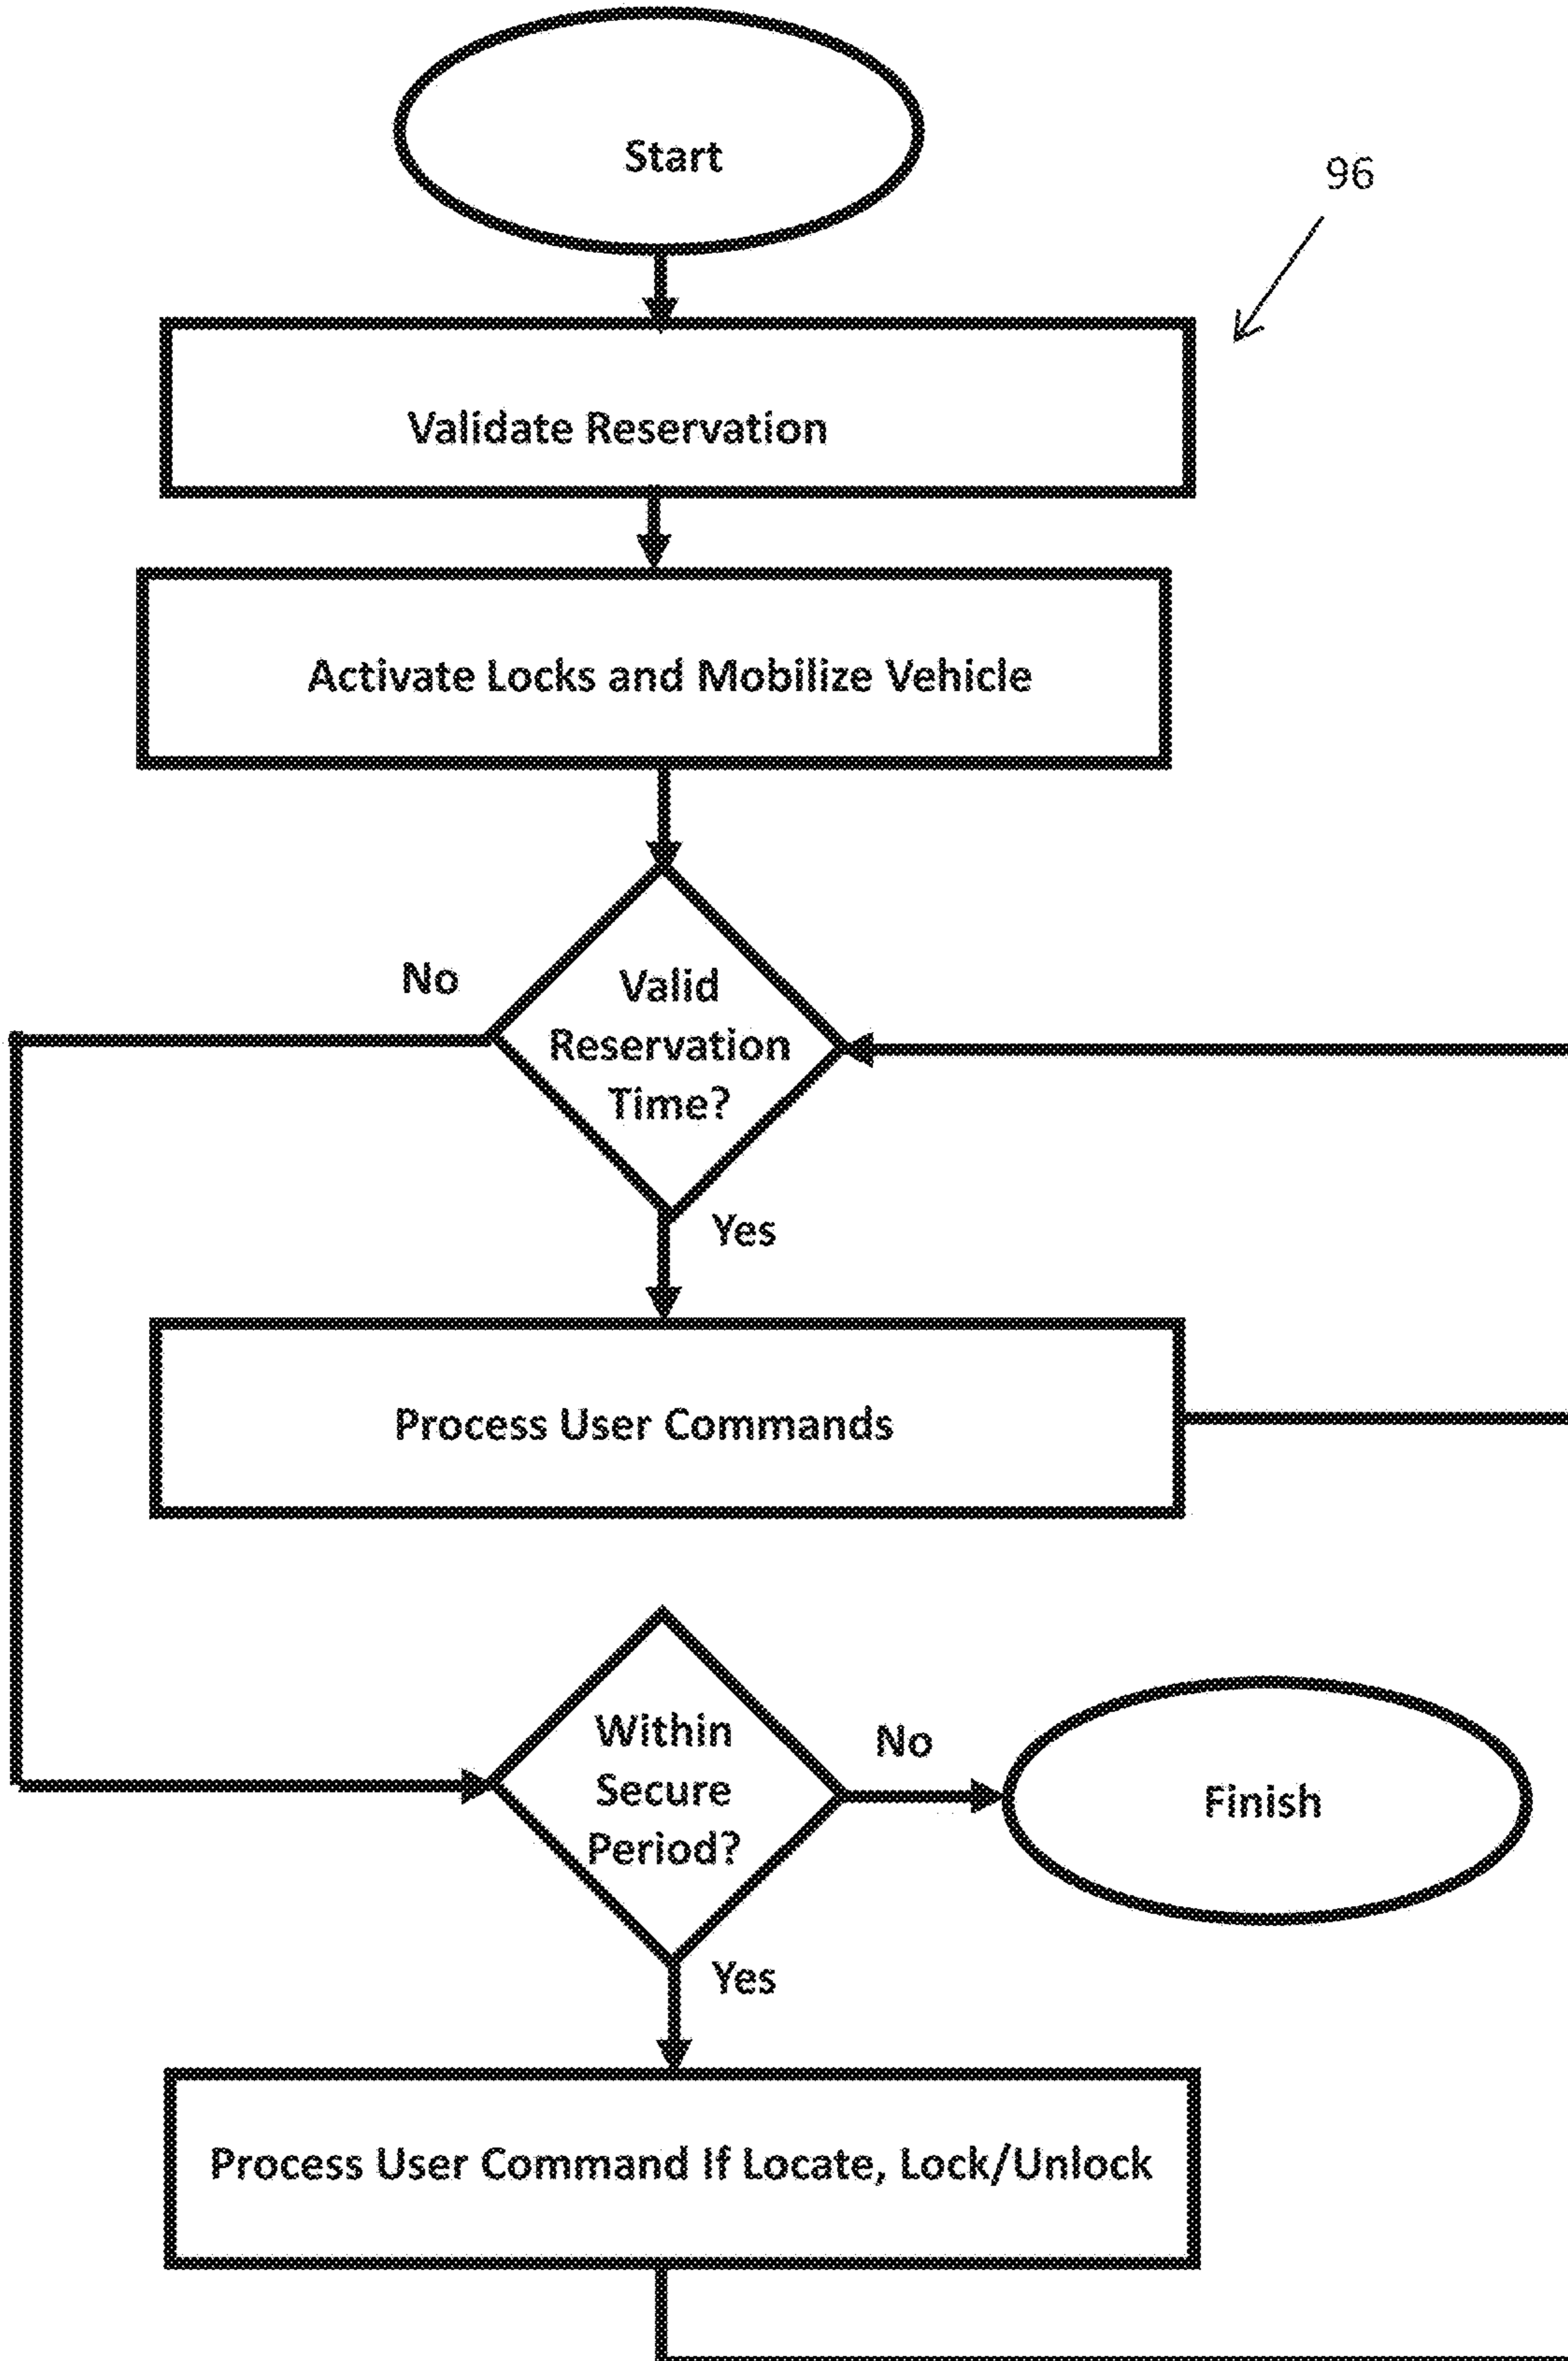 Start
96
Validate Reservation
Activate Locks and Mobilize Vehicle
No
Valid
Reservation
Time?
Yes
Process User Commands
Within
Secure
Period?
No
Finish
Yes
Process User Command If Locate, Lock/Unlock